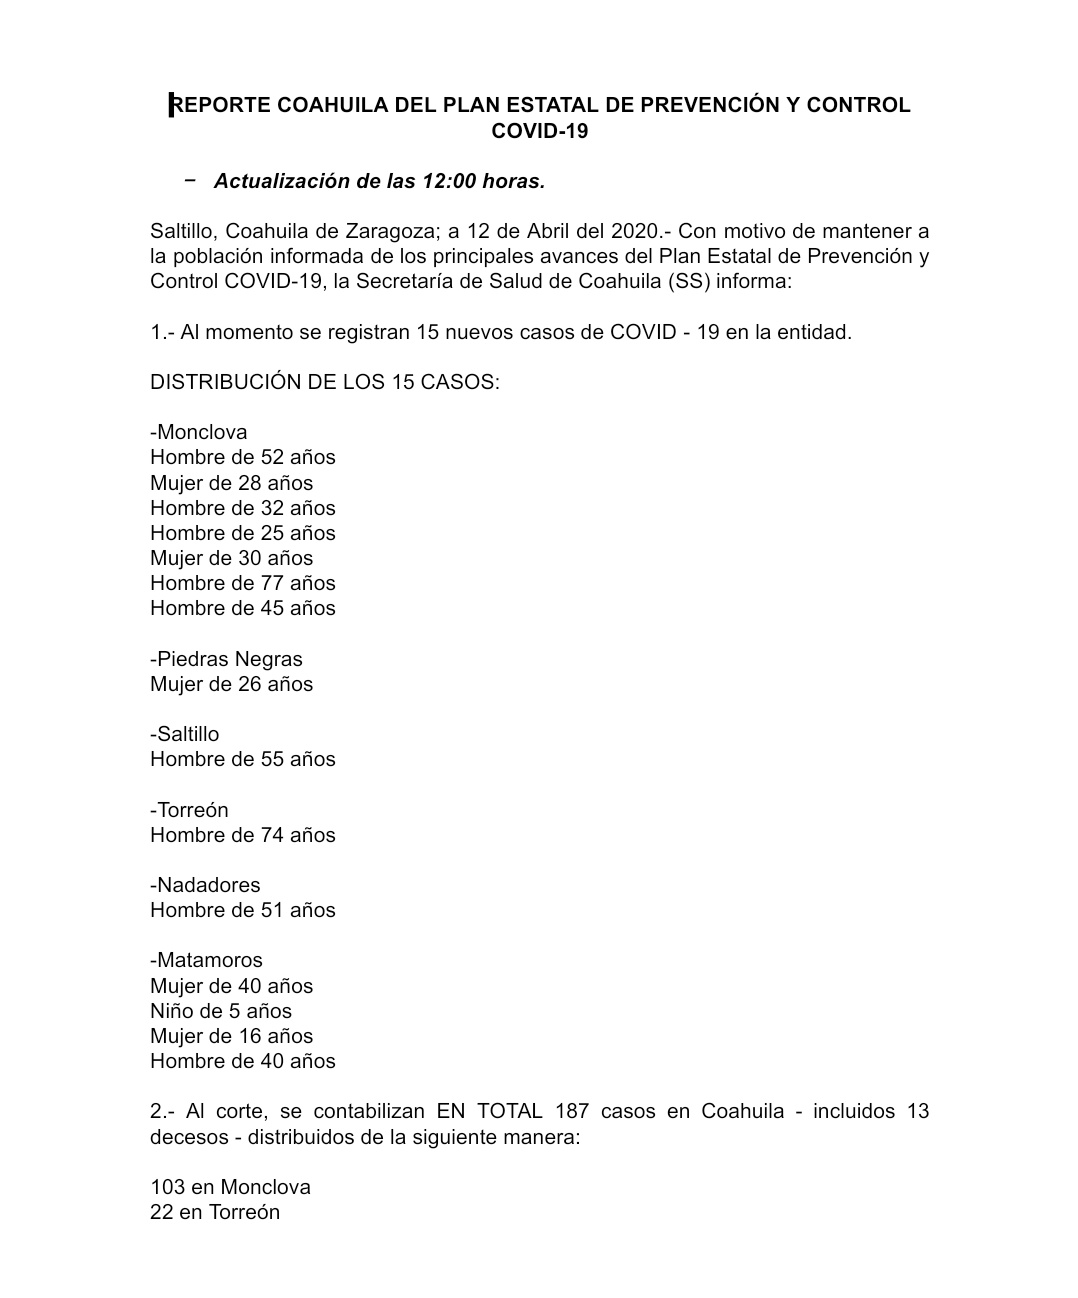 REPORTE COAHUILA DEL PLAN ESTATAL DE PREVENCIÓN Y CONTROL
COVID-19
– Actualización de las 12:00 horas.
Saltillo, Coahuila de Zaragoza; a 12 de Abril del 2020.- Con motivo de mantener a
la población informada de los principales avances del Plan Estatal de Prevención y
Control COVID-19, la Secretaría de Salud de Coahuila (SS) informa:
1.- Al momento se registran 15 nuevos casos de COVID - 19 en la entidad.
DISTRIBUCIÓN DE LOS 15 CASOS:
-Monclova
Hombre de 52 años
Mujer de 28 años
Hombre de 32 años
Hombre de 25 años
Mujer de 30 años
Hombre de 77 años
Hombre de 45 años
-Piedras Negras
Mujer de 26 años
-Saltillo
Hombre de 55 años
-Torreón
Hombre de 74 años
-Nadadores
Hombre de 51 años
-Matamoros
Mujer de 40 años
Niño de 5 años
Mujer de 16 años
Hombre de 40 años
2.- Al corte, se contabilizan EN TOTAL 187 casos en Coahuila - incluidos 13
decesos - distribuidos de la siguiente manera:
103 en Monclova
22 en Torreón